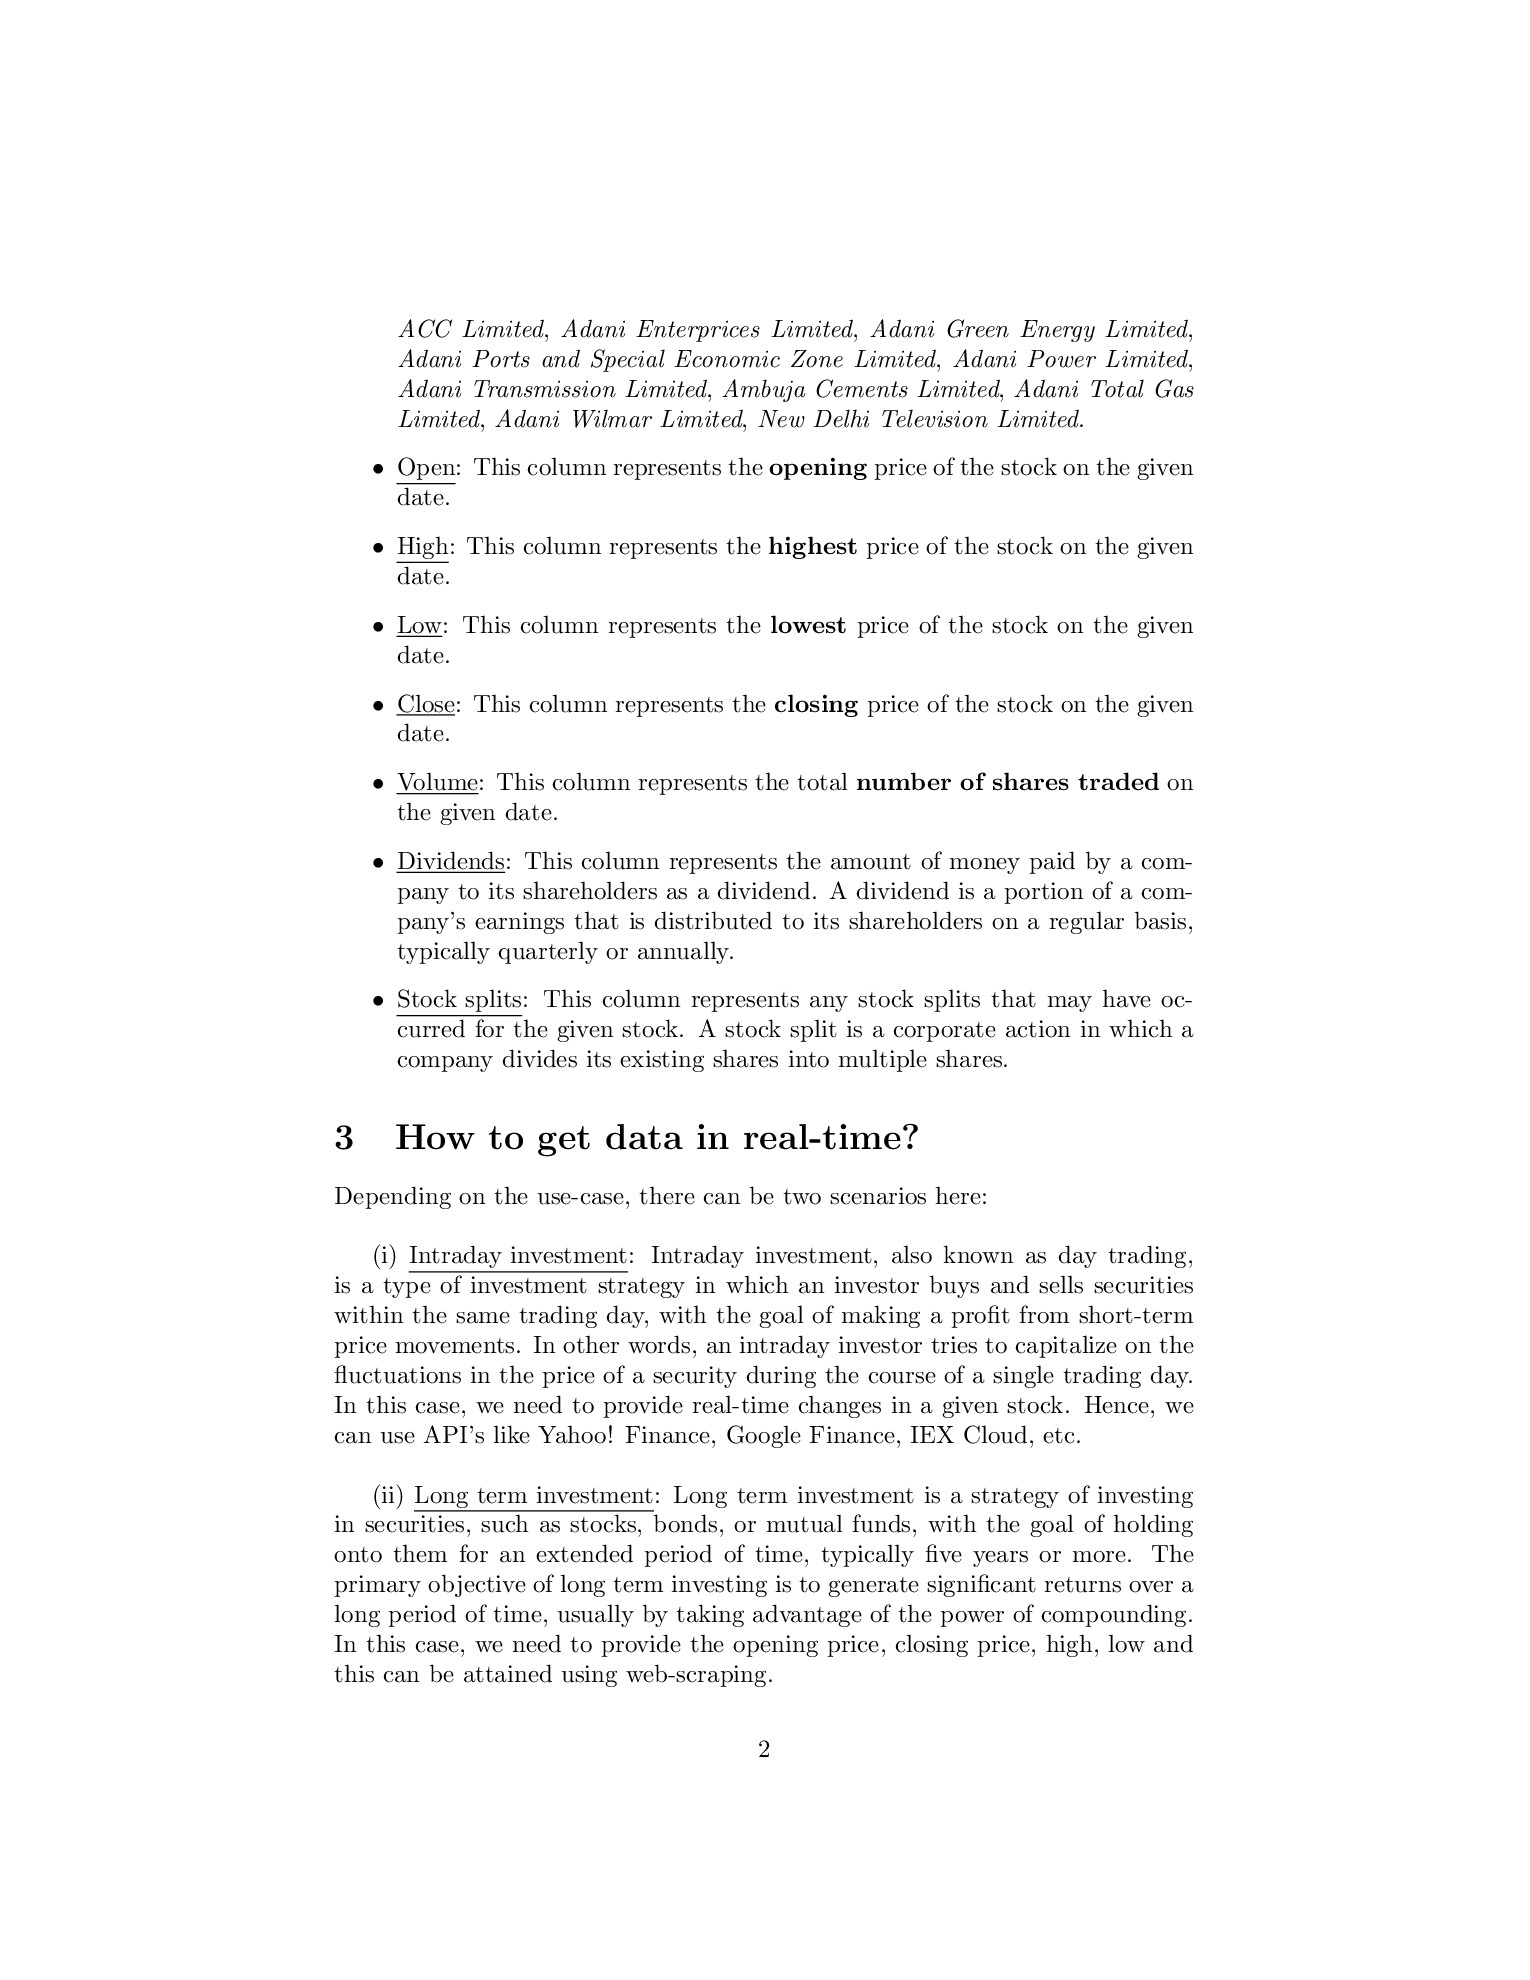 ACC Limited, Adani Enterprices Limited, Adani Green Energy Limited,
Adani Ports and Special Economic Zone Limited, Adani Power Limited,
Adani Transmission Limited, Ambuja Cements Limited, Adani Total Gas
Limited, Adani Wilmar Limited, New Delhi Television Limited.
• Open: This column represents the opening price of the stock on the given
date.
• High: This column represents the highest price of the stock on the given
date.
• Low: This column represents the lowest price of the stock on the given
date.
• Close: This column represents the closing price of the stock on the given
date.
• Volume: This column represents the total number of shares traded on
the given date.
• Dividends: This column represents the amount of money paid by a com-
pany to its shareholders as a dividend. A dividend is a portion of a com-
pany's earnings that is distributed to its shareholders on a regular basis,
typically quarterly or annually.
• Stock splits: This column represents any stock splits that may have oc-
curred for the given stock. A stock split is a corporate action in which a
company divides its existing shares into multiple shares.
3 How to get data in real-time?
Depending on the use-case, there can be two scenarios here:
(i) Intraday investment: Intraday investment, also known as day trading,
is a type of investment strategy in which an investor buys and sells securities
within the same trading day, with the goal of making a profit from short-term
price movements. In other words, an intraday investor tries to capitalize on the
fluctuations in the price of a security during the course of a single trading day.
In this case, we need to provide real-time changes in a given stock. Hence, we
can use API's like Yahoo! Finance, Google Finance, IEX Cloud, etc.
(ii) Long term investment: Long term investment is a strategy of investing
in securities, such as stocks, bonds, or mutual funds, with the goal of holding
onto them for an extended period of time, typically five years or more. The
primary objective of long term investing is to generate significant returns over a
long period of time, usually by taking advantage of the power of compounding.
In this case, we need to provide the opening price, closing price, high, low and
this can be attained using web-scraping.
2